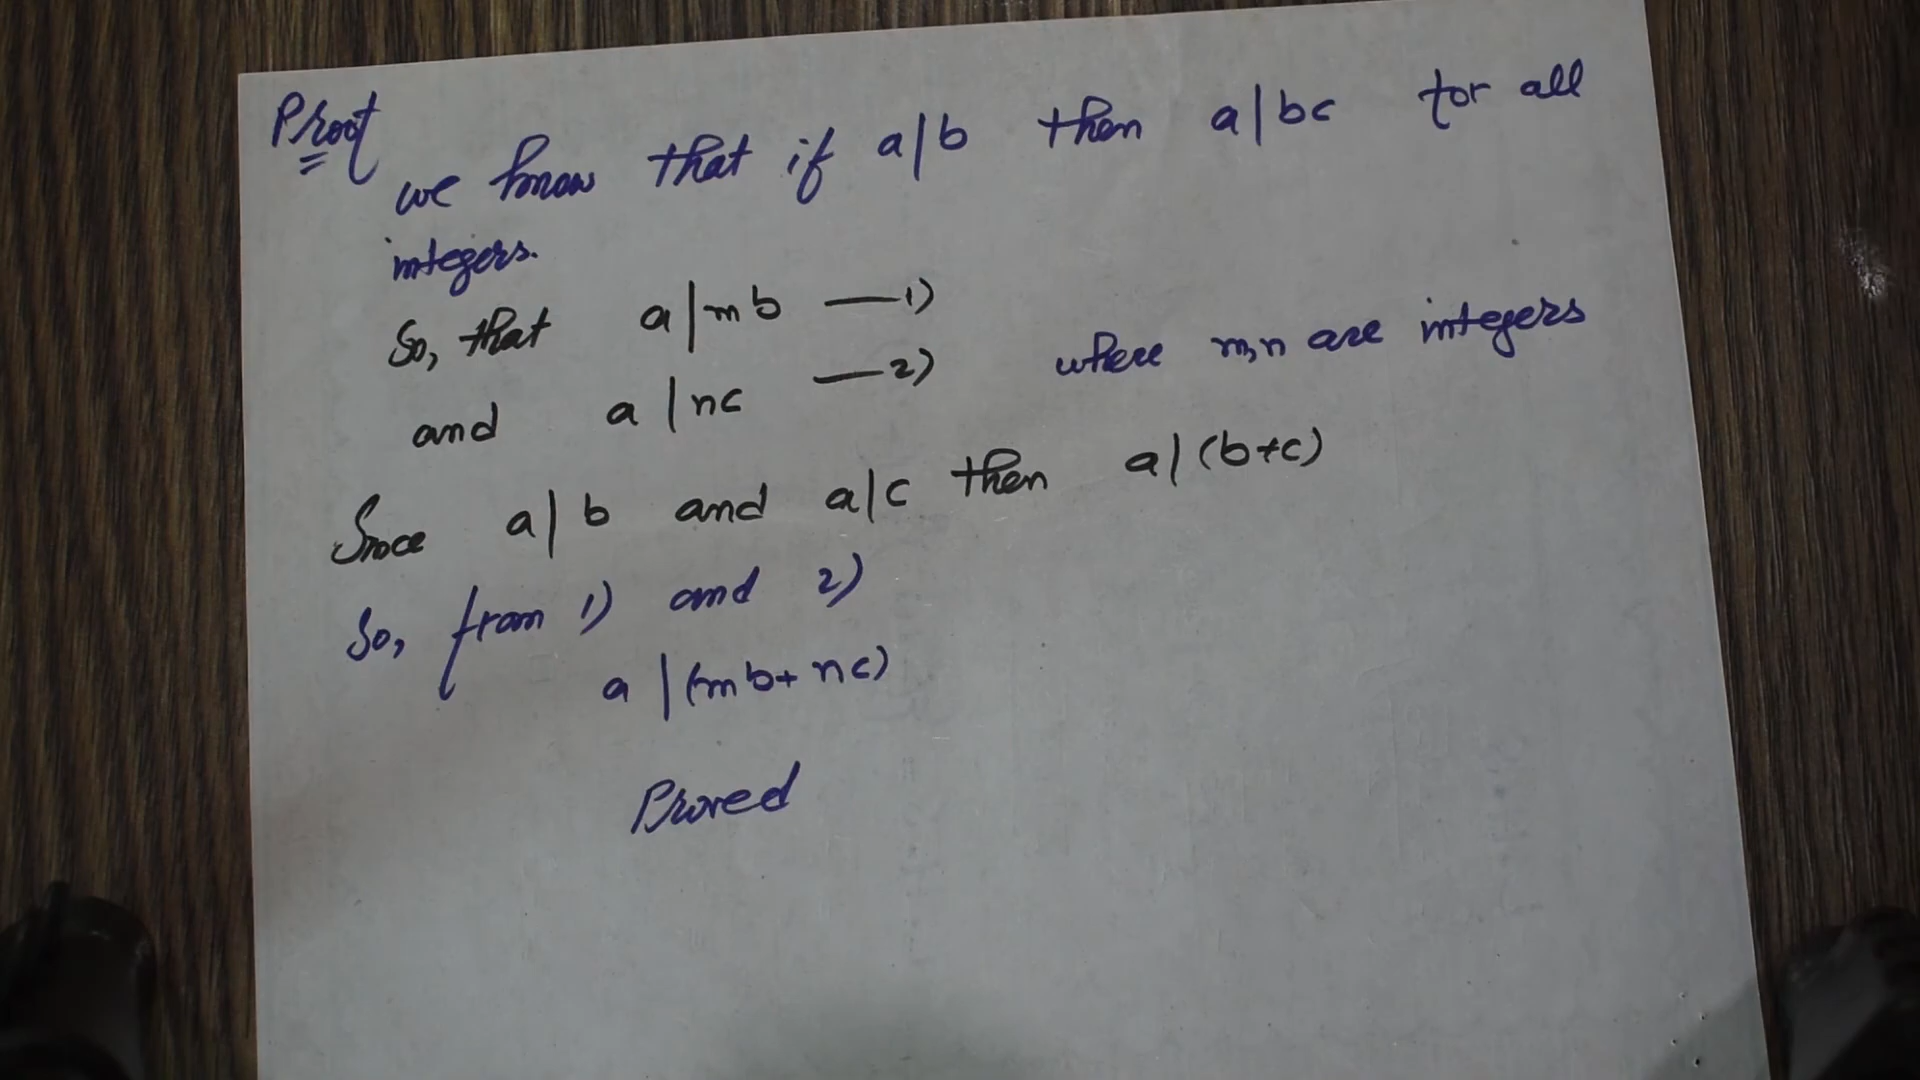 Proof
we know that if a|b then a|bc for all
integers.
So, that a|mb —1)
and a|nc —2) where m,n are integers
Since a|b and a|c then a|(b+c)
So, from 1) and 2)
a|(mb+nc)
Proved